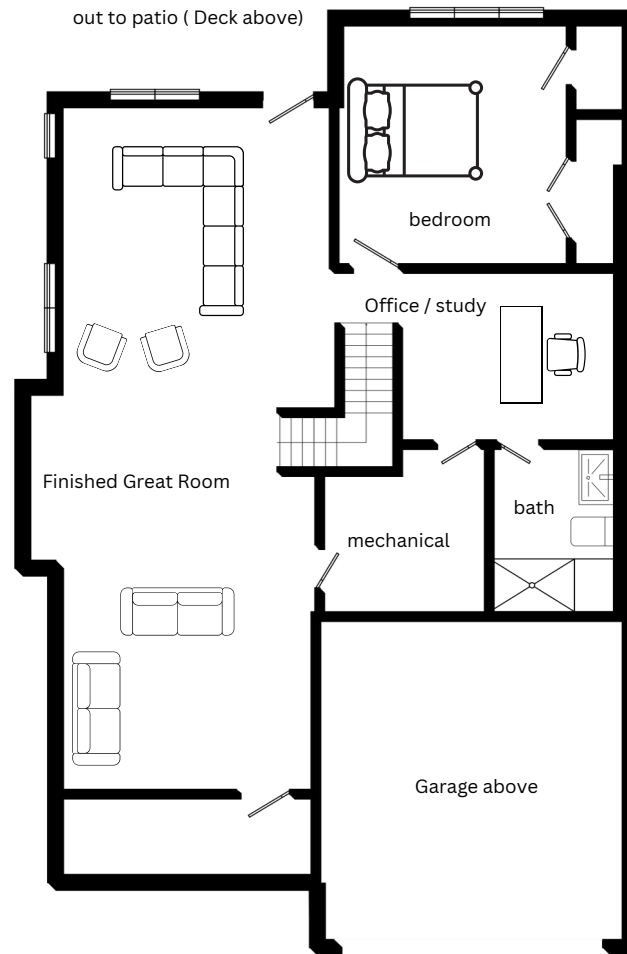 out to patio ( Deck above)
bedroom
Office / study
Finished Great Room
bath
mechanical
Garage above